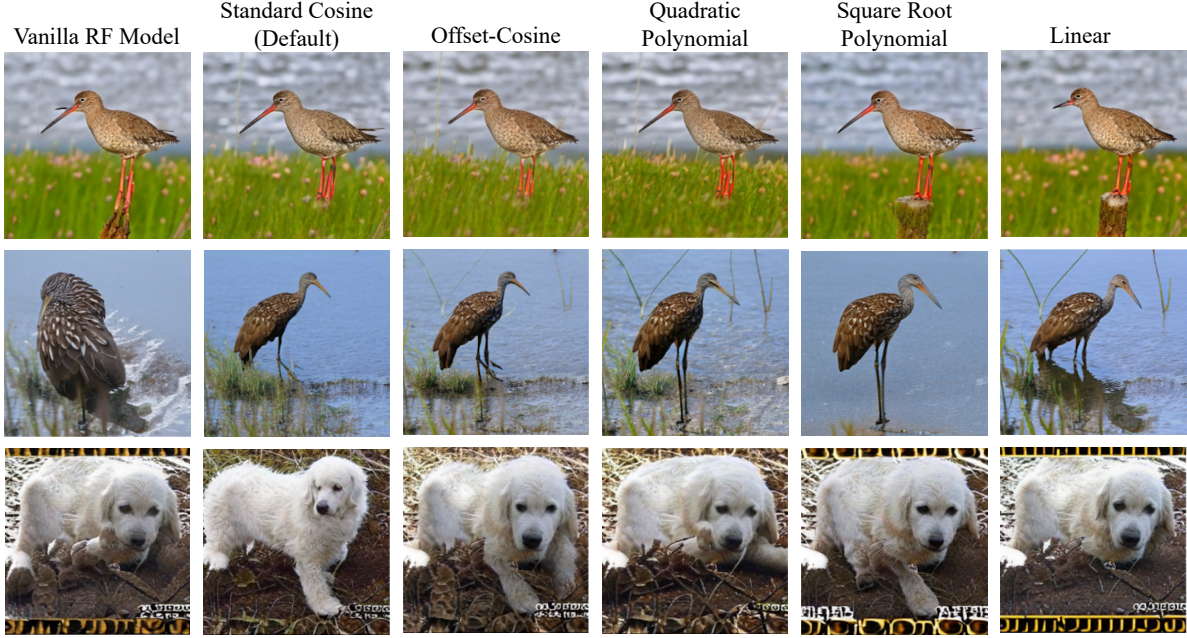 Vanilla RF Model
Standard Cosine
(Default)
Offset-Cosine
Quadratic
Polynomial
Square Root
Polynomial
Linear